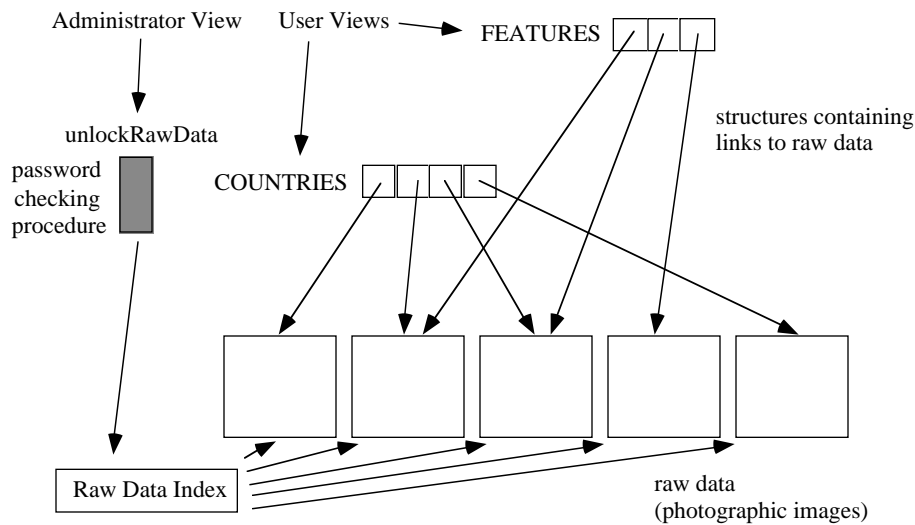 Administrator View
User Views
FEATURES
unlockRawData
structures containing
links to raw data
password
checking
procedure
COUNTRIES
Raw Data Index
raw data
(photographic images)